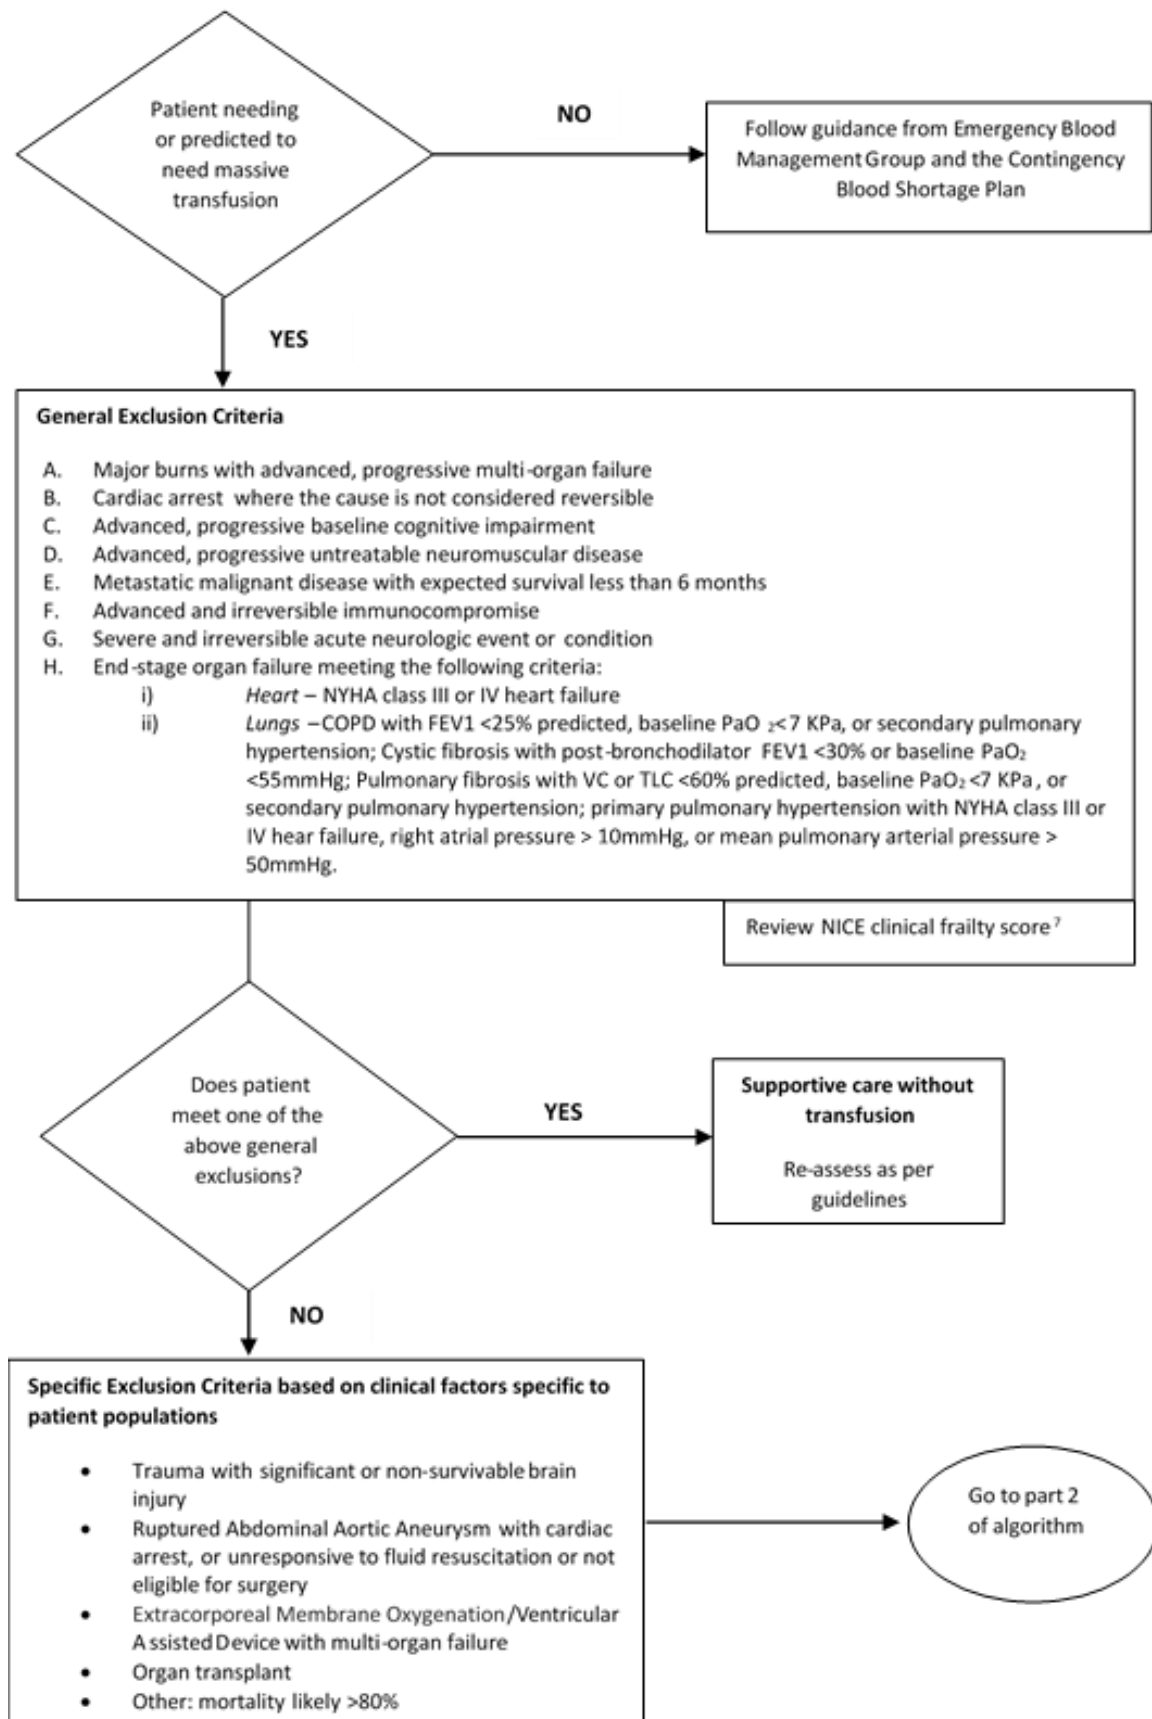 Patient needing
or predicted to
need massive
transfusion
NO
Follow guidance from Emergency Blood
Management Group and the Contingency
Blood Shortage Plan
YES
General Exclusion Criteria
A. Major burns with advanced, progressive multi-organ failure
B. Cardiac arrest where the cause is not considered reversible
C. Advanced, progressive baseline cognitive impairment
D. Advanced, progressive untreatable neuromuscular disease
E. Metastatic malignant disease with expected survival less than 6 months
F. Advanced and irreversible immunocompromise
G. Severe and irreversible acute neurologic event or condition
H. End-stage organ failure meeting the following criteria:
i) Heart – NYHA class III or IV heart failure
ii) Lungs – COPD with FEV1 <25% predicted, baseline PaO ₂< 7 KPa, or secondary pulmonary
hypertension; Cystic fibrosis with post-bronchodilator FEV1 <30% or baseline PaO₂
<55mmHg; Pulmonary fibrosis with VC or TLC <60% predicted, baseline PaO₂ <7 KPa, or
secondary pulmonary hypertension; primary pulmonary hypertension with NYHA class III or
IV hear failure, right atrial pressure > 10mmHg, or mean pulmonary arterial pressure >
50mmHg.
Review NICE clinical frailty score ⁷
Does patient
meet one of the
above general
exclusions?
YES
Supportive care without
transfusion
Re-assess as per
guidelines
NO
Specific Exclusion Criteria based on clinical factors specific to
patient populations
• Trauma with significant or non-survivable brain
injury
• Ruptured Abdominal Aortic Aneurysm with cardiac
arrest, or unresponsive to fluid resuscitation or not
eligible for surgery
• Extracorporeal Membrane Oxygenation/Ventricular
Assisted Device with multi-organ failure
• Organ transplant
• Other: mortality likely >80%
Go to part 2
of algorithm